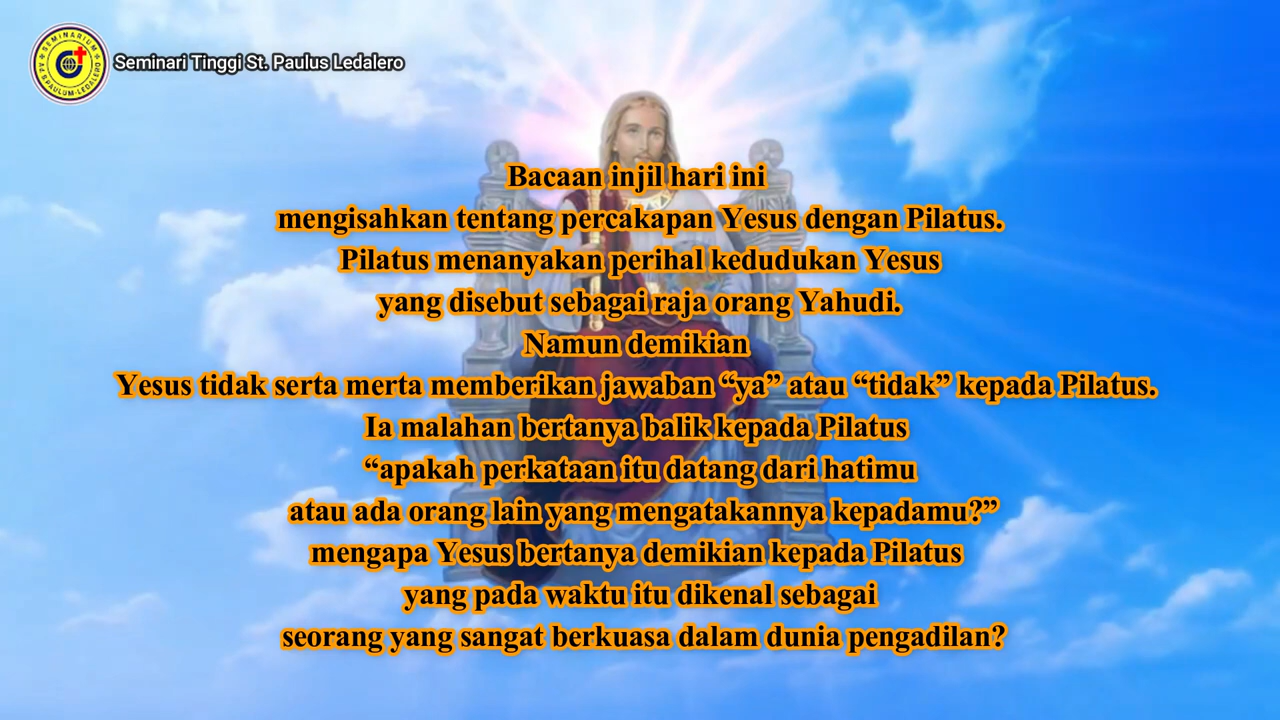 SEMINARIUM
A S.PAULUM-LEDALERO
Seminari Tinggi St. Paulus Ledalero
Bacaan injil hari ini
mengisahkan tentang percakapan Yesus dengan Pilatus.
Pilatus menanyakan perihal kedudukan Yesus
yang disebut sebagai raja orang Yahudi.
Namun demikian
Yesus tidak serta merta memberikan jawaban “ya” atau “tidak” kepada Pilatus.
Ia malahan bertanya balik kepada Pilatus
“apakah perkataan itu datang dari hatimu
atau ada orang lain yang mengatakannya kepadamu?”
mengapa Yesus bertanya demikian kepada Pilatus
yang pada waktu itu dikenal sebagai
seorang yang sangat berkuasa dalam dunia pengadilan?